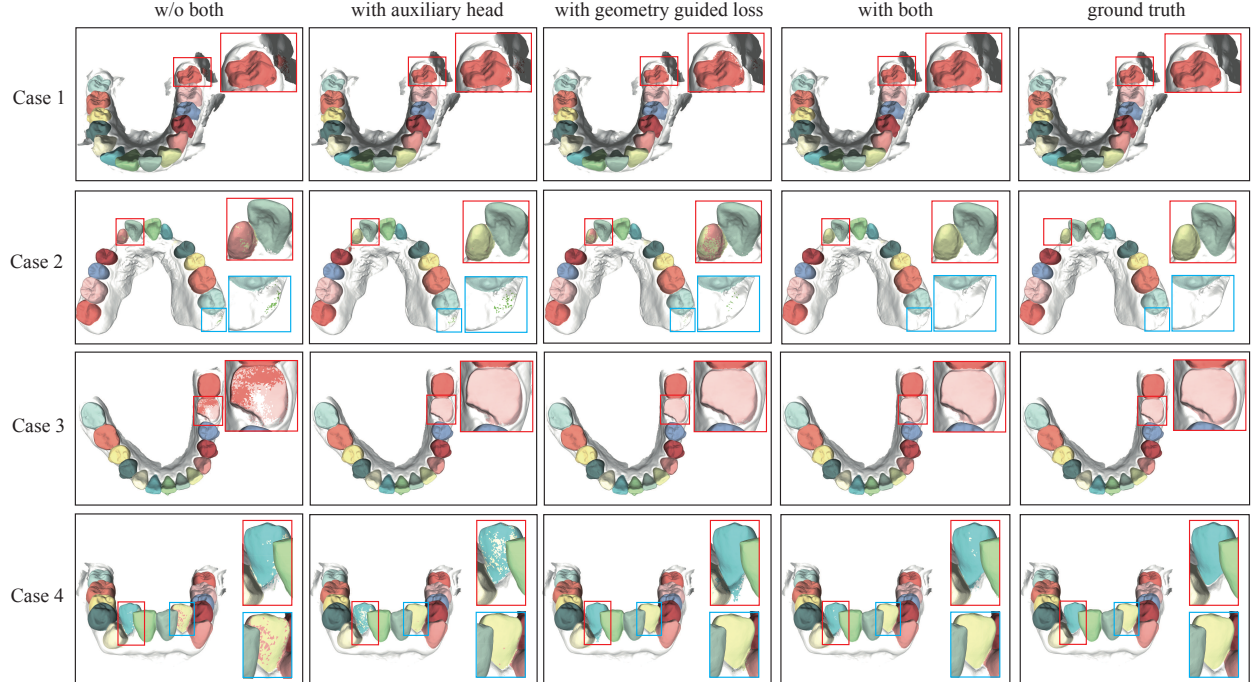 w/o both with auxiliary head with geometry guided loss with both ground truth
Case 1
Case 2
Case 3
Case 4